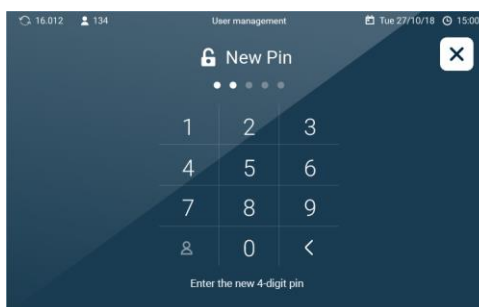 16.012 134 User management Tue 27/10/18 15:00
New Pin
1 2 3
4 5 6
7 8 9
0 <
Enter the new 4-digit pin